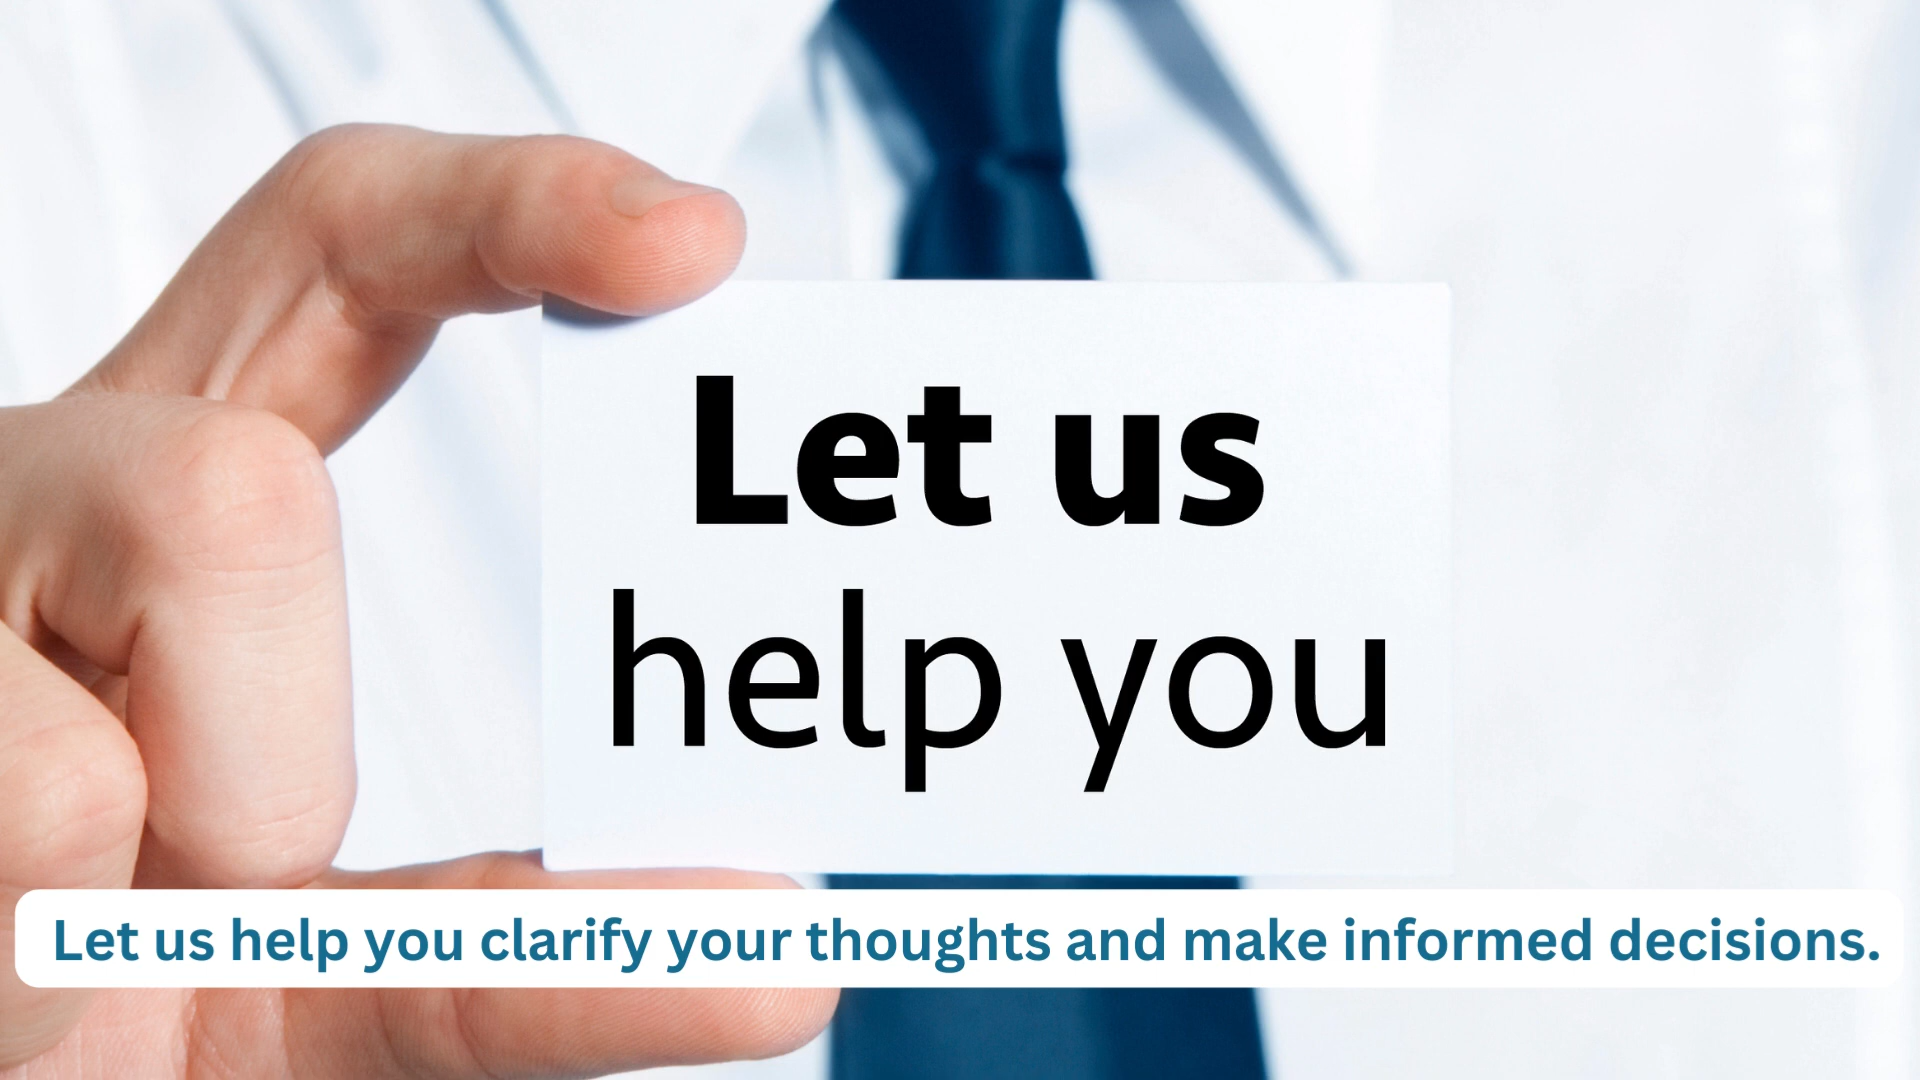 Let us
help you
Let us help you clarify your thoughts and make informed decisions.